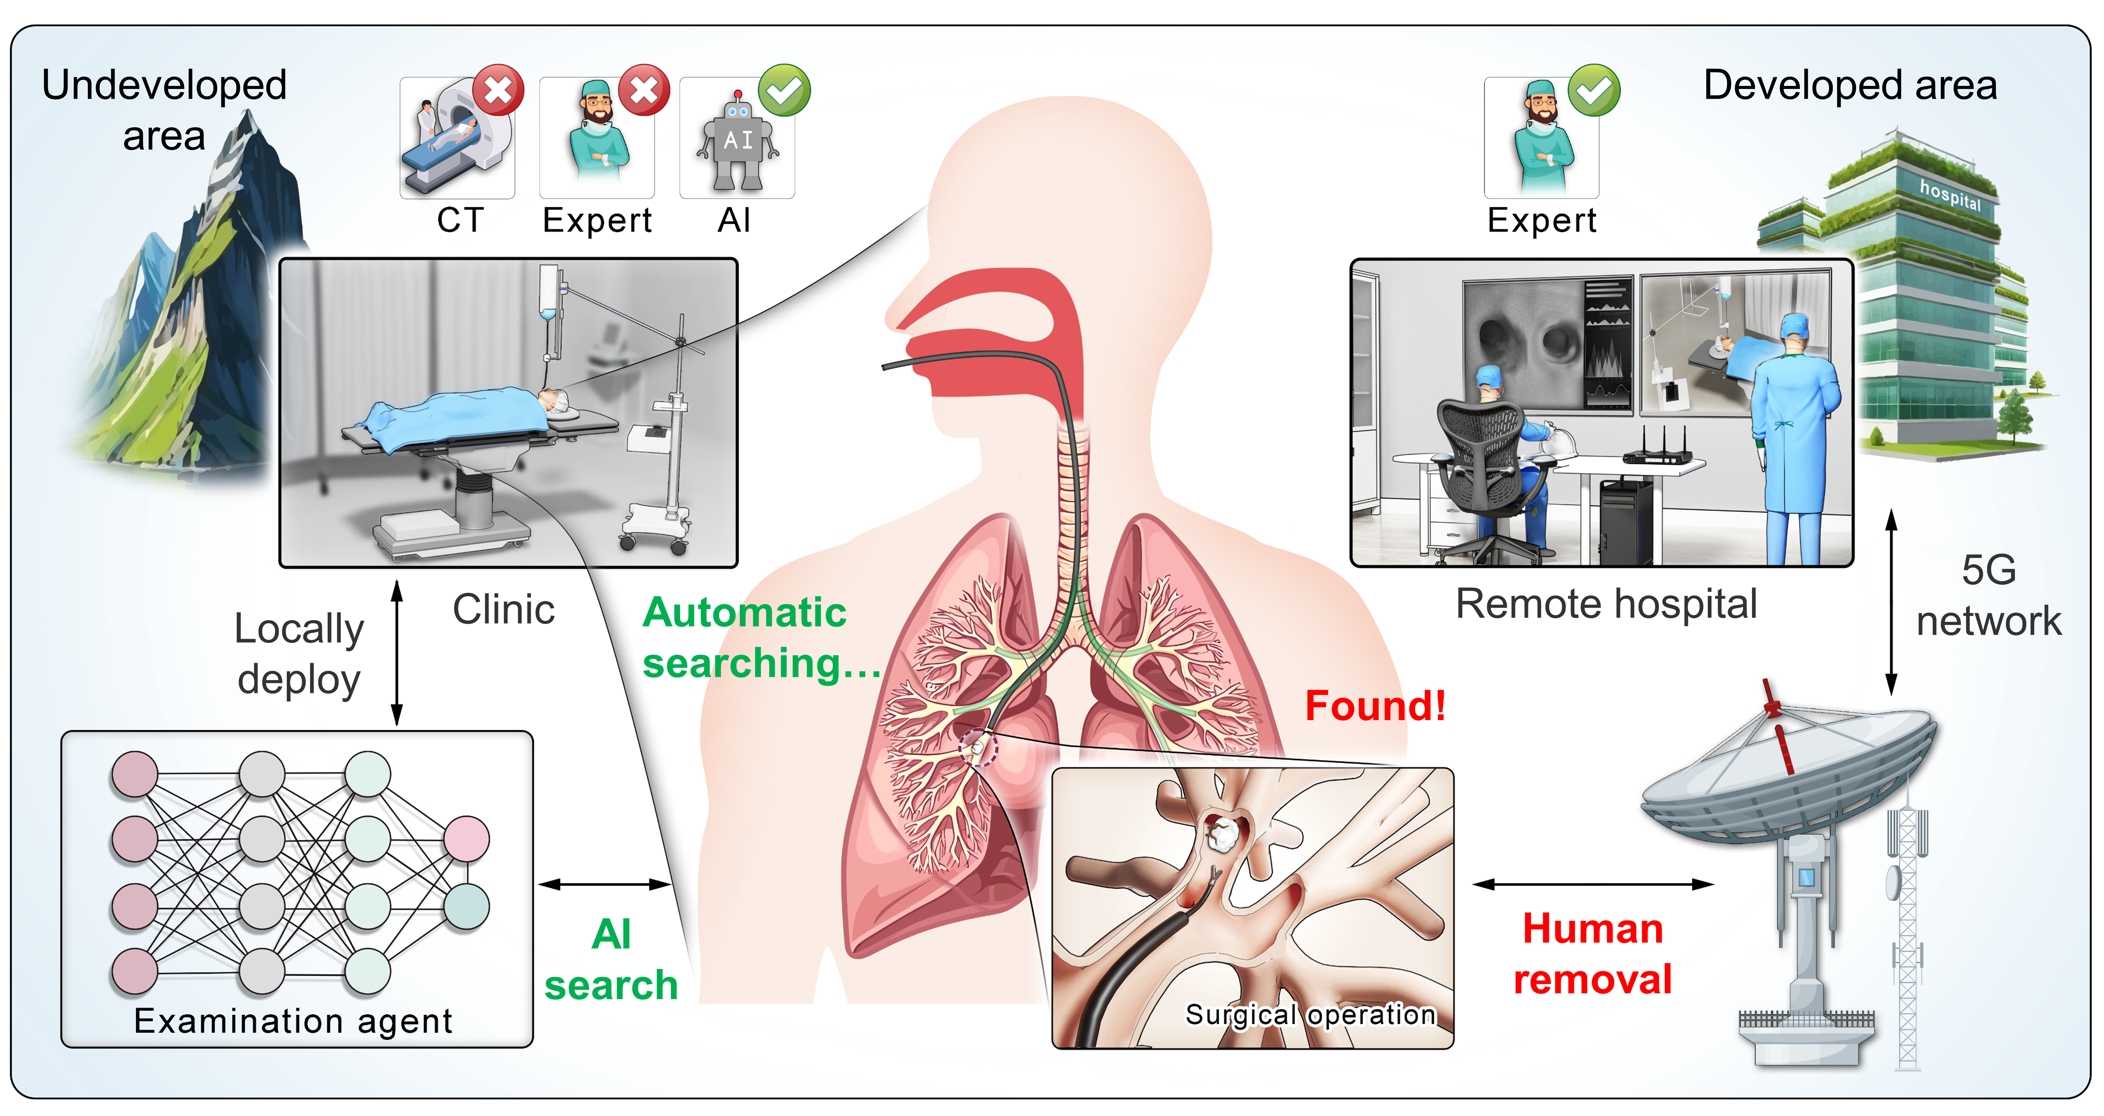 Undeveloped
area
CT
Expert
AI
AI
Expert
Developed area
hospital
Clinic
Locally
deploy
Automatic
searching…
Found!
Remote hospital
5G
network
Examination agent
AI
search
Surgical operation
Human
removal